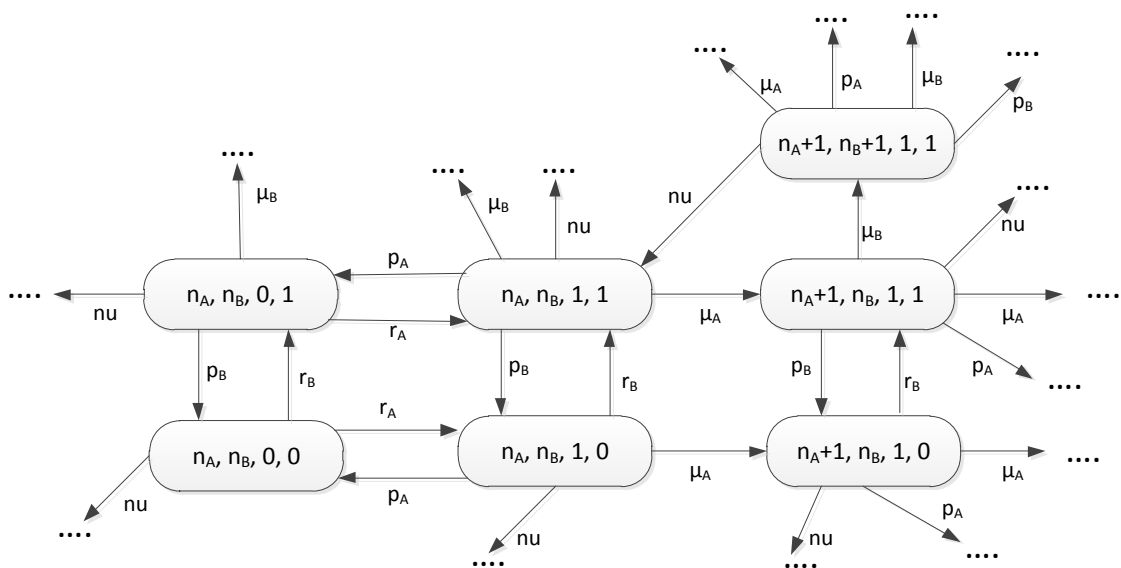 ....
....
....
....
µA
pA
µB
pB
nA+1, nB+1, 1, 1
....
....
....
µB
µB
nu
nu
µB
....
nu
nA, nB, 0, 1
pA
nA, nB, 1, 1
nA+1, nB, 1, 1
....
nu
rA
µA
µA
....
pB
rB
pB
rB
pB
rB
pA
....
rA
nA, nB, 0, 0
nA, nB, 1, 0
nA+1, nB, 1, 0
µA
µA
....
pA
nu
....
nu
....
nu
....
pA
....